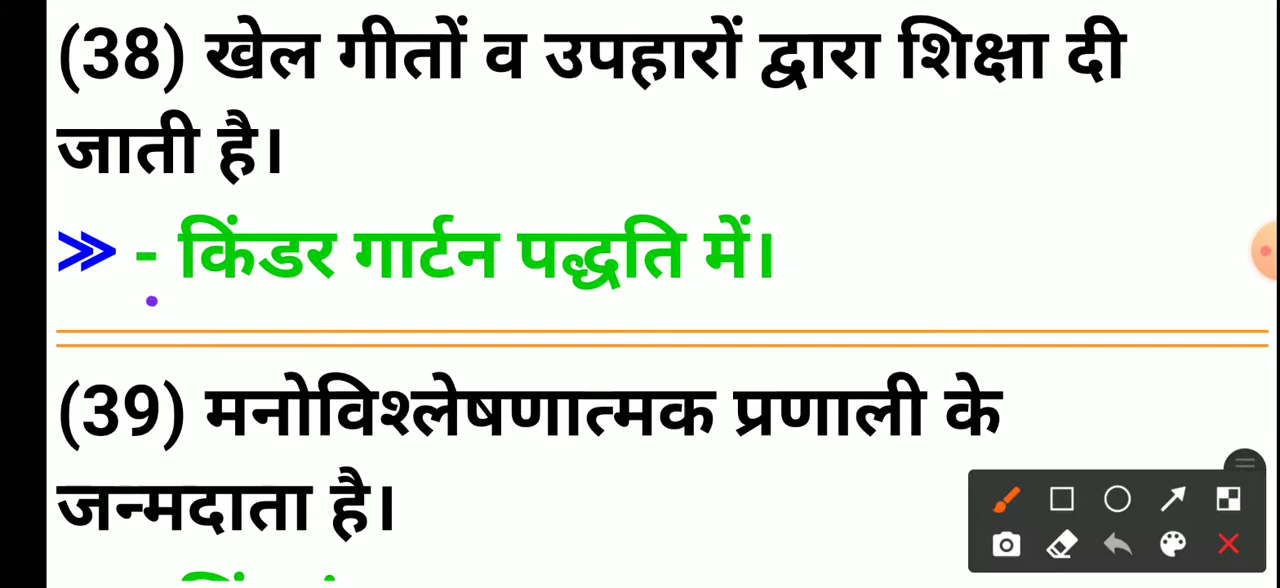 (38) खेल गीतों व उपहारों द्वारा शिक्षा दी
जाती है।
≫ - किंडर गार्टन पद्धति में।
(39) मनोविश्लेषणात्मक प्रणाली के
जन्मदाता है।